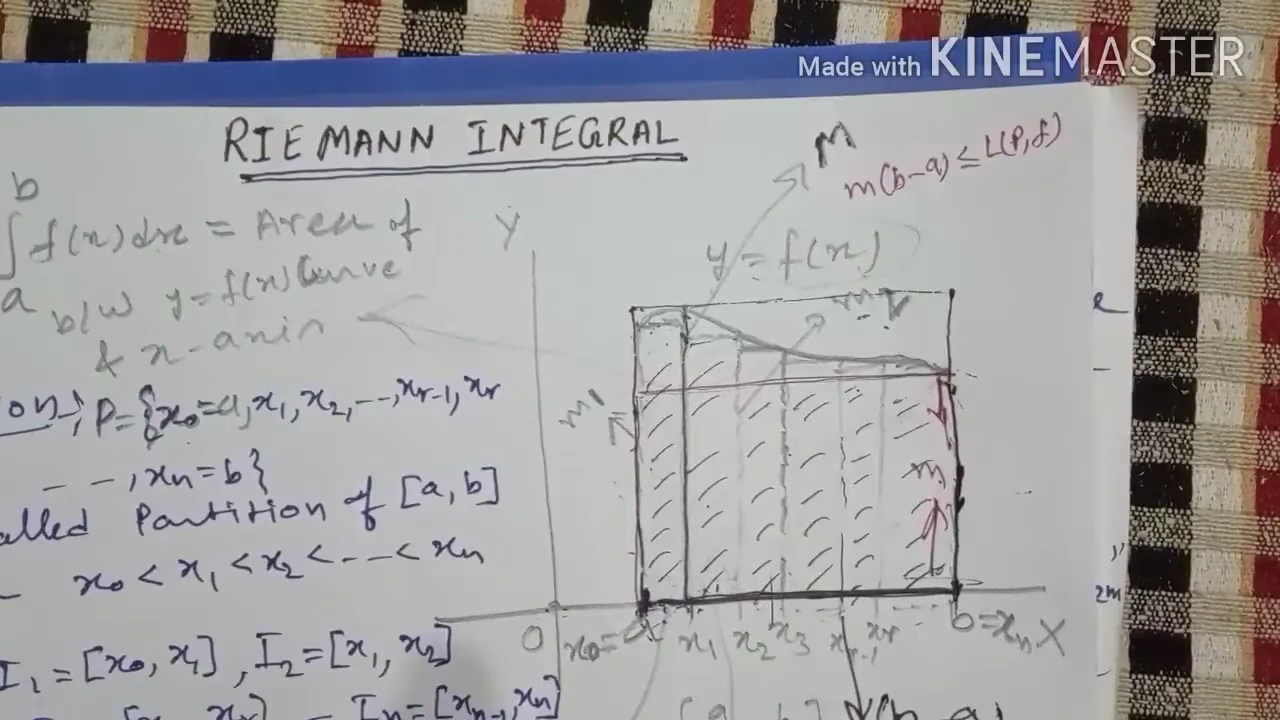 Made with KINEMASTER
RIEMANN INTEGRAL
M
m(b-a) ≤ L(P,f)
b
∫ f(x) dx = Area of
a
b/w y=f(x) Curve
& x-axis
Y
y = f(x)
on; P={x₀=a, x₁, x₂, --, xᵣ₋₁, xᵣ
- -, xₙ=b}
alled Partition of [a, b]
x₀ < x₁ < x₂ < --- < xₙ
I₁ = [x₀, x₁], I₂ = [x₁, x₂]
Iₙ = [xₙ₋₁, xₙ]
m₁
m
O x₀=a x₁ x₂ x₃ xᵣ₋₁ xᵣ b=xₙ X
2m